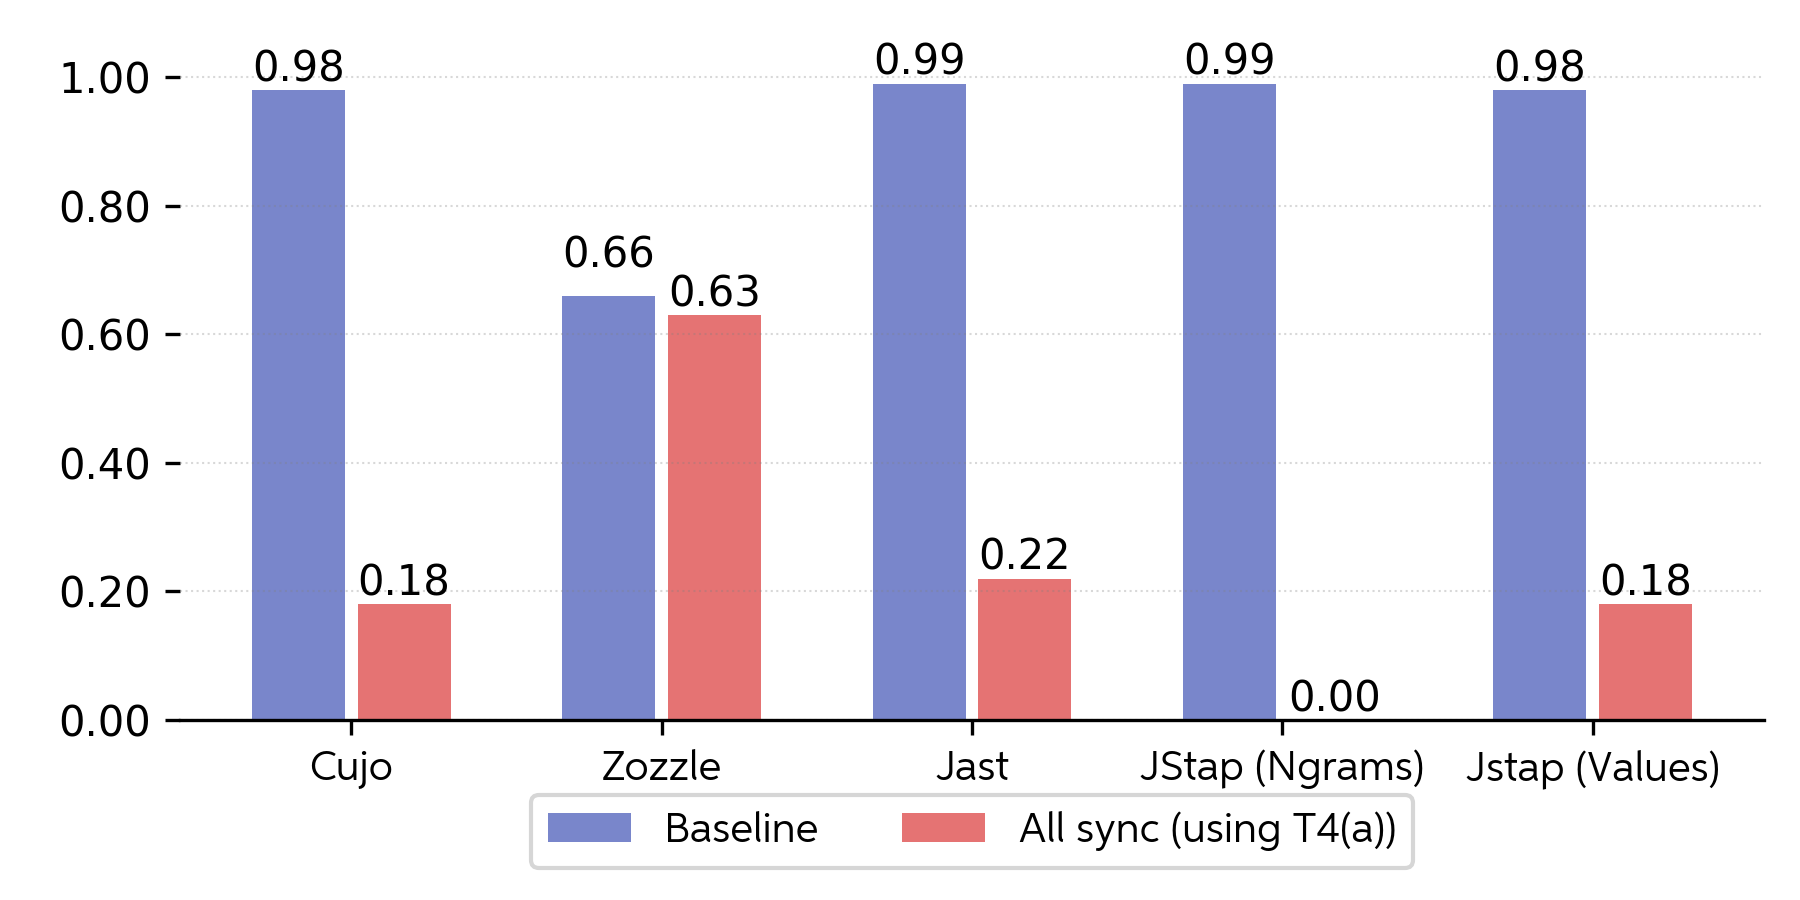 0.98
0.99
0.99
0.98
1.00
0.80
0.66
0.63
0.60
0.40
0.22
0.18
0.18
0.20
0.00
0.00
Cujo
Zozzle
Jast
JStap (Ngrams)
Jstap (Values)
Baseline
All sync (using T4(a))